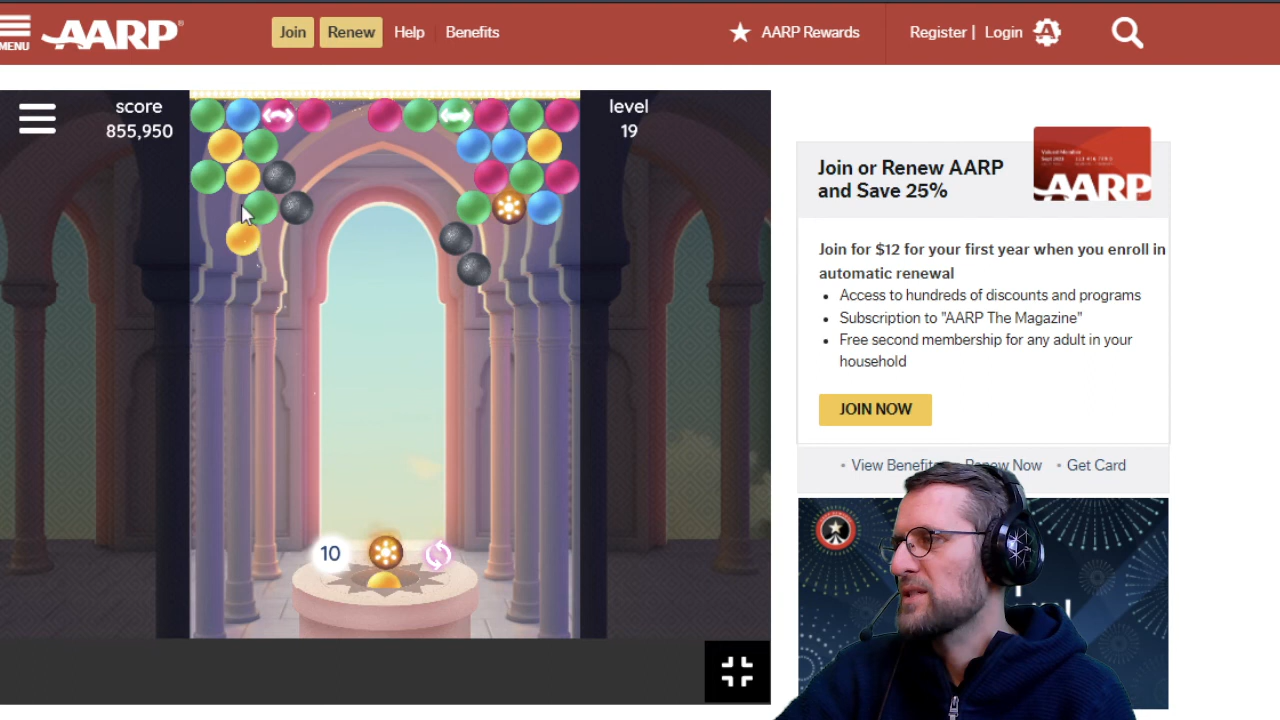 MENU
AARP®
Join
Renew
Help
Benefits
AARP Rewards
Register |
Login
score
855,950
level
19
10
Join or Renew AARP
and Save 25%
AARP
Join for $12 for your first year when you enroll in
automatic renewal
• Access to hundreds of discounts and programs
• Subscription to "AARP The Magazine"
• Free second membership for any adult in your
household
JOIN NOW
• View Benefits
Renew Now
• Get Card